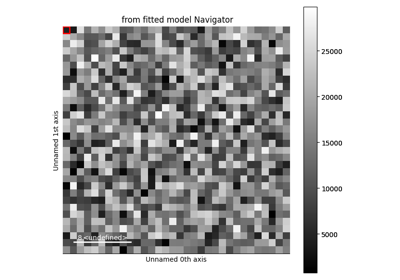 from fitted model Navigator
25000
20000
15000
10000
5000
Unnamed 1st axis
8 <undefined>
Unnamed 0th axis